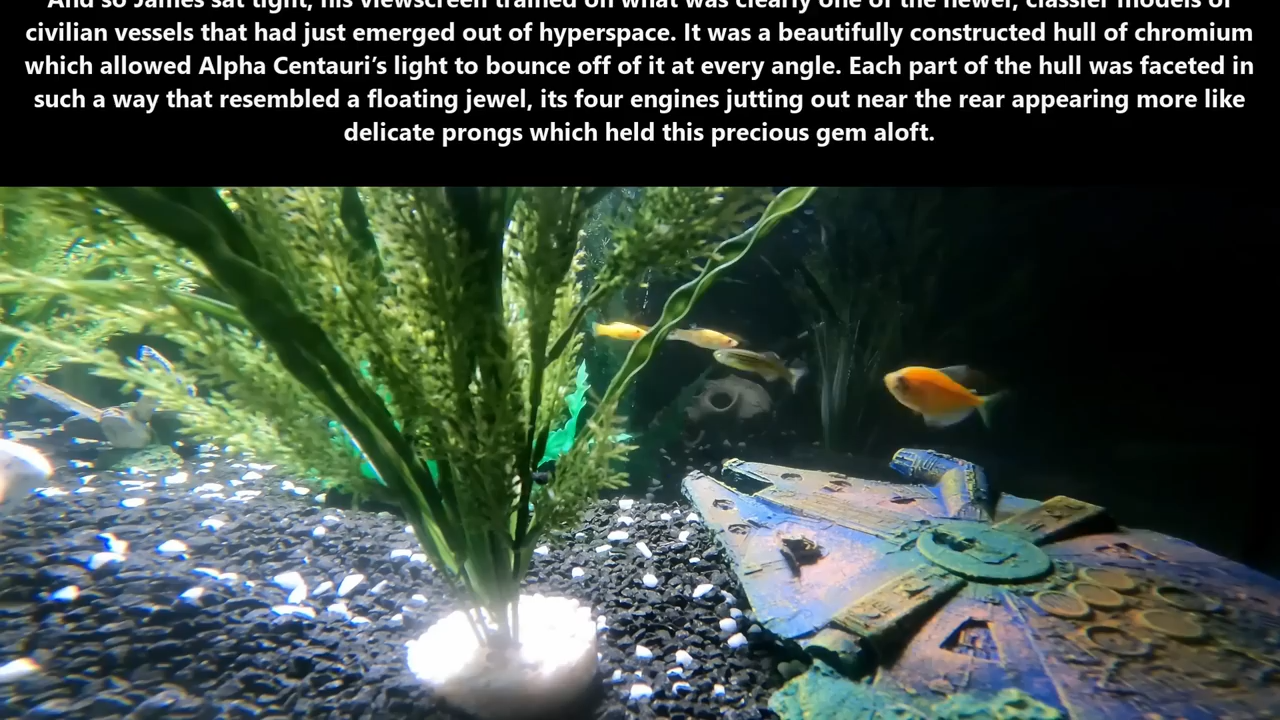 And so James sat tight, his viewscreen trained on what was clearly one of the newer, classier models of
civilian vessels that had just emerged out of hyperspace. It was a beautifully constructed hull of chromium
which allowed Alpha Centauri’s light to bounce off of it at every angle. Each part of the hull was faceted in
such a way that resembled a floating jewel, its four engines jutting out near the rear appearing more like
delicate prongs which held this precious gem aloft.